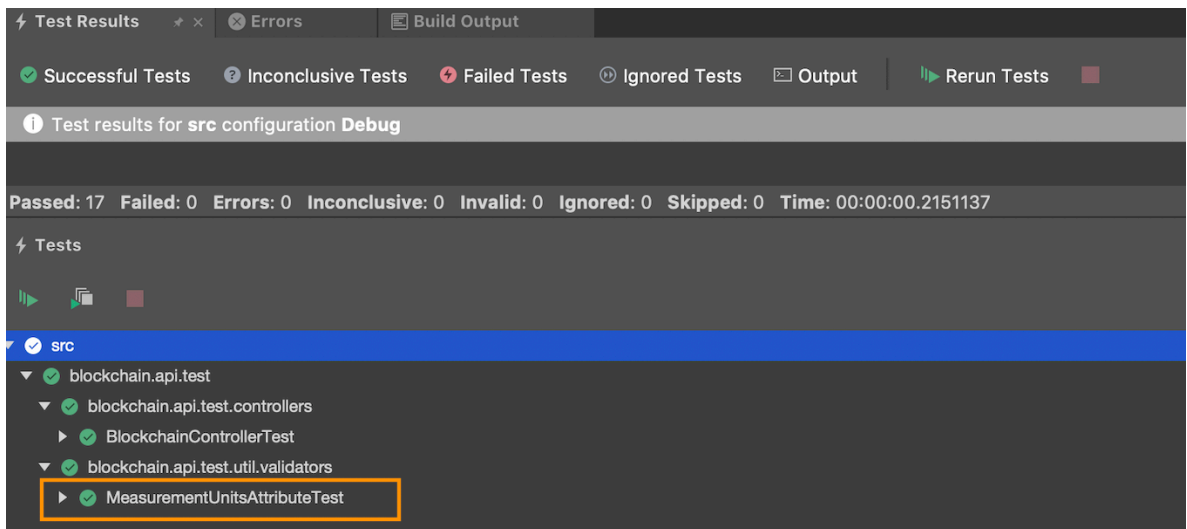 Test Results
Errors
Build Output
Successful Tests Inconclusive Tests Failed Tests Ignored Tests Output Rerun Tests
Test results for src configuration Debug
Passed: 17 Failed: 0 Errors: 0 Inconclusive: 0 Invalid: 0 Ignored: 0 Skipped: 0 Time: 00:00:00.2151137
Tests
src
blockchain.api.test
blockchain.api.test.controllers
BlockchainControllerTest
blockchain.api.test.util.validators
MeasurementUnitsAttributeTest